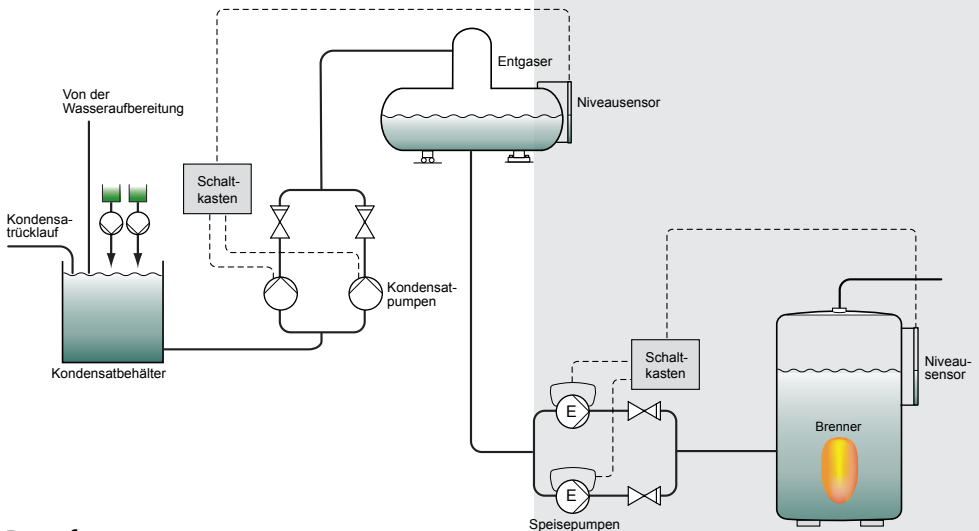 Entgaser
Von der
Wasseraufbereitung
Niveausensor
Schalt-
kasten
Kondensa-
trücklauf
Kondensat-
pumpen
Kondensatbehälter
Schalt-
kasten
Niveau-
sensor
E
Brenner
E
Speisepumpen